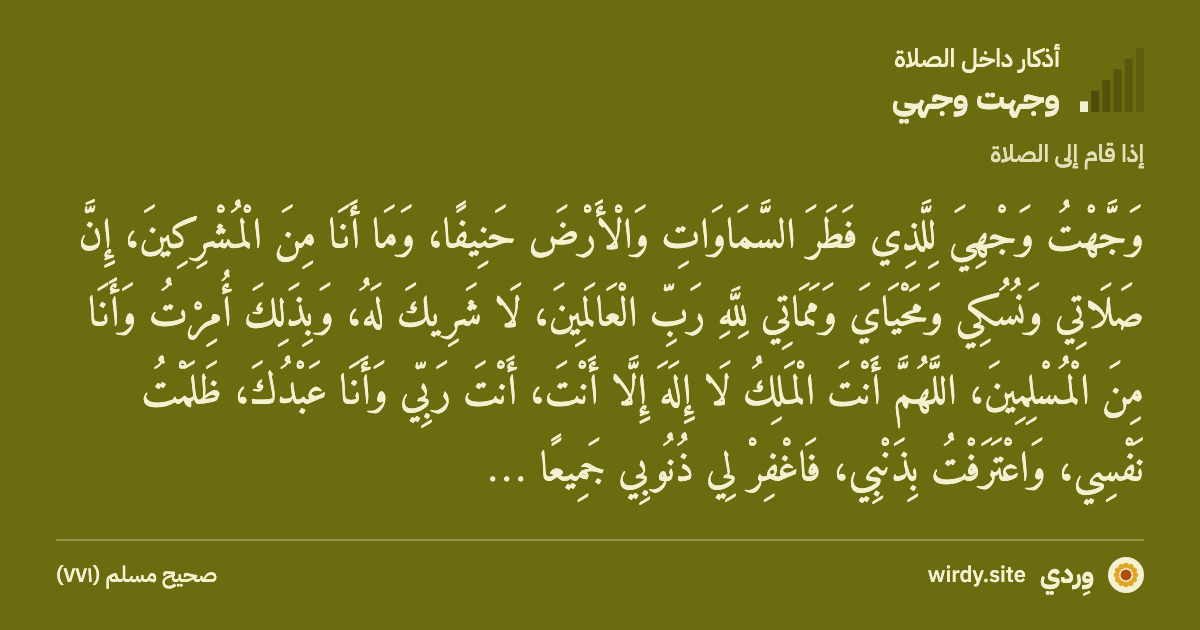 أذكار داخل الصلاة
وجهت وجهي
إذا قام إلى الصلاة
وَجَّهْتُ وَجْهِيَ لِلَّذِي فَطَرَ السَّمَاوَاتِ وَالْأَرْضَ حَنِيفًا، وَمَا أَنَا مِنَ الْمُشْرِكِينَ، إِنَّ
صَلَاتِي وَنُسُكِي وَمَحْيَايَ وَمَمَاتِي لِلَّهِ رَبِّ الْعَالَمِينَ، لَا شَرِيكَ لَهُ، وَبِذَلِكَ أُمِرْتُ وَأَنَا
مِنَ الْمُسْلِمِينَ، اللَّهُمَّ أَنْتَ الْمَلِكُ لَا إِلَهَ إِلَّا أَنْتَ، أَنْتَ رَبِّي وَأَنَا عَبْدُكَ، ظَلَمْتُ
نَفْسِي، وَاعْتَرَفْتُ بِذَنْبِي، فَاغْفِرْ لِي ذُنُوبِي جَمِيعًا ...
وِردي wirdy.site
صحيح مسلم (٧٧١)